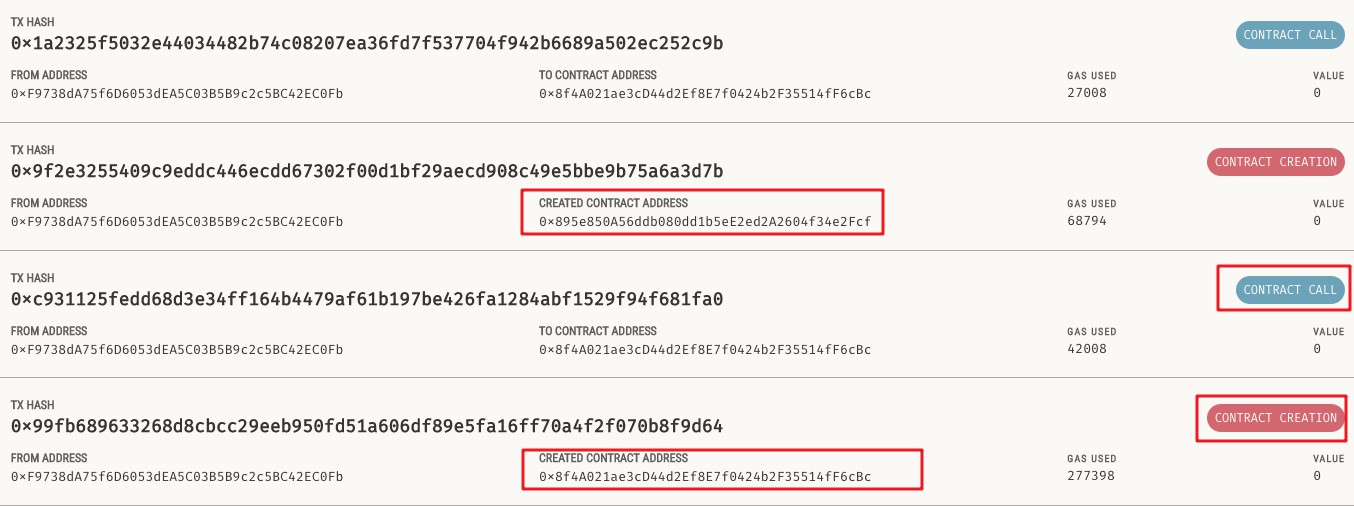 TX HASH
0x1a2325f5032e44034482b74c08207ea36fd7f537704f942b6689a502ec252c9b
CONTRACT CALL
FROM ADDRESS
TO CONTRACT ADDRESS
GAS USED
VALUE
0xF9738dA75f6D6053dEA5C03B5B9c2c5BC42EC0Fb
0x8f4A021ae3cD44d2Ef8E7f0424b2F35514fF6cBc
27008
0
TX HASH
0x9f2e3255409c9eddc446ecdd67302f00d1bf29aecd908c49e5bbe9b75a6a3d7b
CONTRACT CREATION
FROM ADDRESS
CREATED CONTRACT ADDRESS
GAS USED
VALUE
0xF9738dA75f6D6053dEA5C03B5B9c2c5BC42EC0Fb
0x895e850A56ddb080dd1b5eE2ed2A2604f34e2Fcf
68794
0
TX HASH
0xc931125fedd68d3e34ff164b4479af61b197be426fa1284abf1529f94f681fa0
CONTRACT CALL
FROM ADDRESS
TO CONTRACT ADDRESS
GAS USED
VALUE
0xF9738dA75f6D6053dEA5C03B5B9c2c5BC42EC0Fb
0x8f4A021ae3cD44d2Ef8E7f0424b2F35514fF6cBc
42008
0
TX HASH
0x99fb689633268d8cbcc29eeb950fd51a606df89e5fa16ff70a4f2f070b8f9d64
CONTRACT CREATION
FROM ADDRESS
CREATED CONTRACT ADDRESS
GAS USED
VALUE
0xF9738dA75f6D6053dEA5C03B5B9c2c5BC42EC0Fb
0x8f4A021ae3cD44d2Ef8E7f0424b2F35514fF6cBc
277398
0